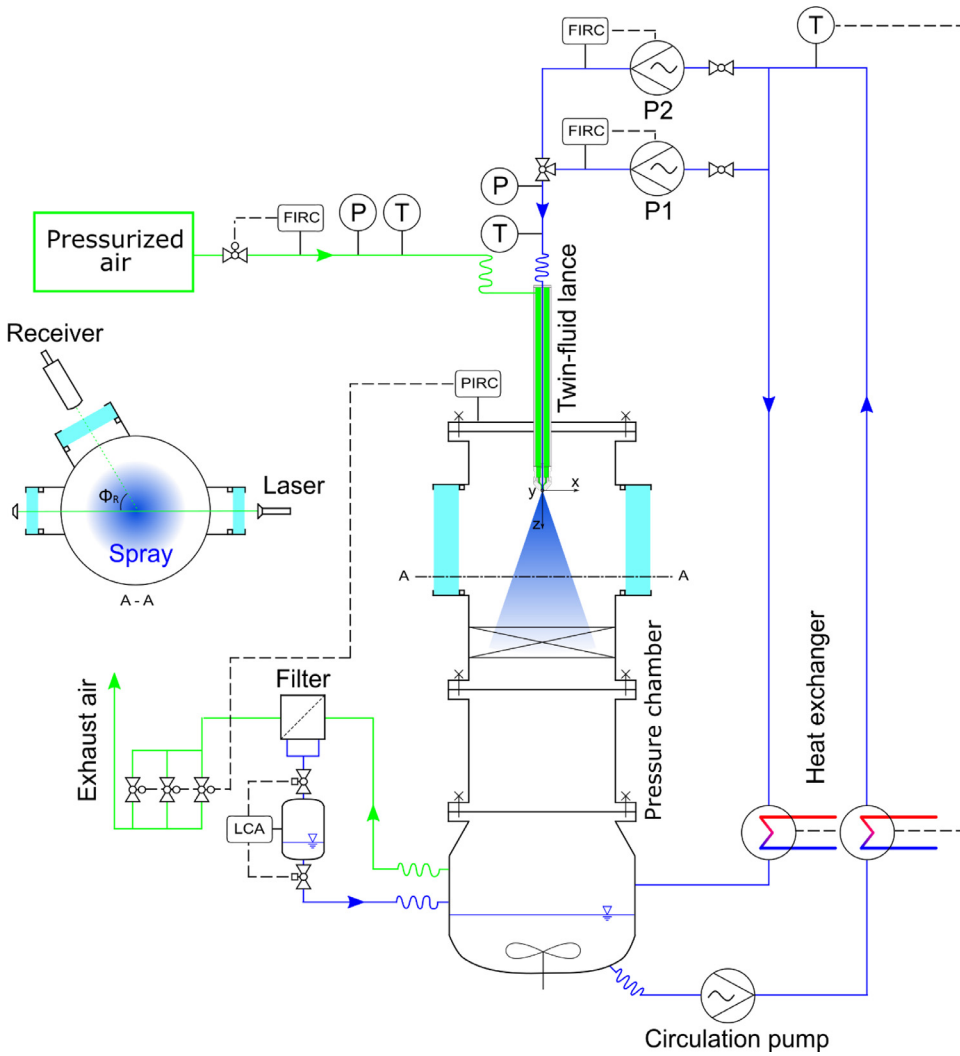 FIRC
T
P2
FIRC
P
P1
FIRC
P
T
T
Pressurized
air
Twin-fluid lance
Receiver
PIRC
Laser
Φ_R
y
x
z
Spray
A
A
A - A
Pressure chamber
Filter
Exhaust air
Heat exchanger
LCA
Circulation pump